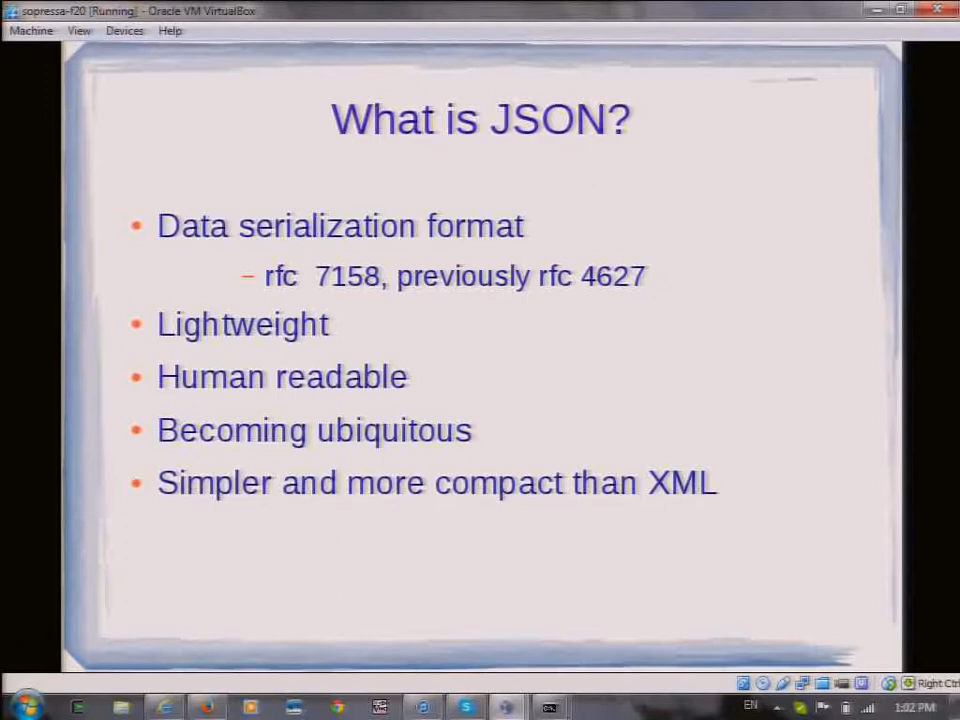 sopressa-f20 [Running] - Oracle VM VirtualBox
Machine View Devices Help
What is JSON?
• Data serialization format
– rfc 7158, previously rfc 4627
• Lightweight
• Human readable
• Becoming ubiquitous
• Simpler and more compact than XML
Right Ctrl
EN
1:02 PM